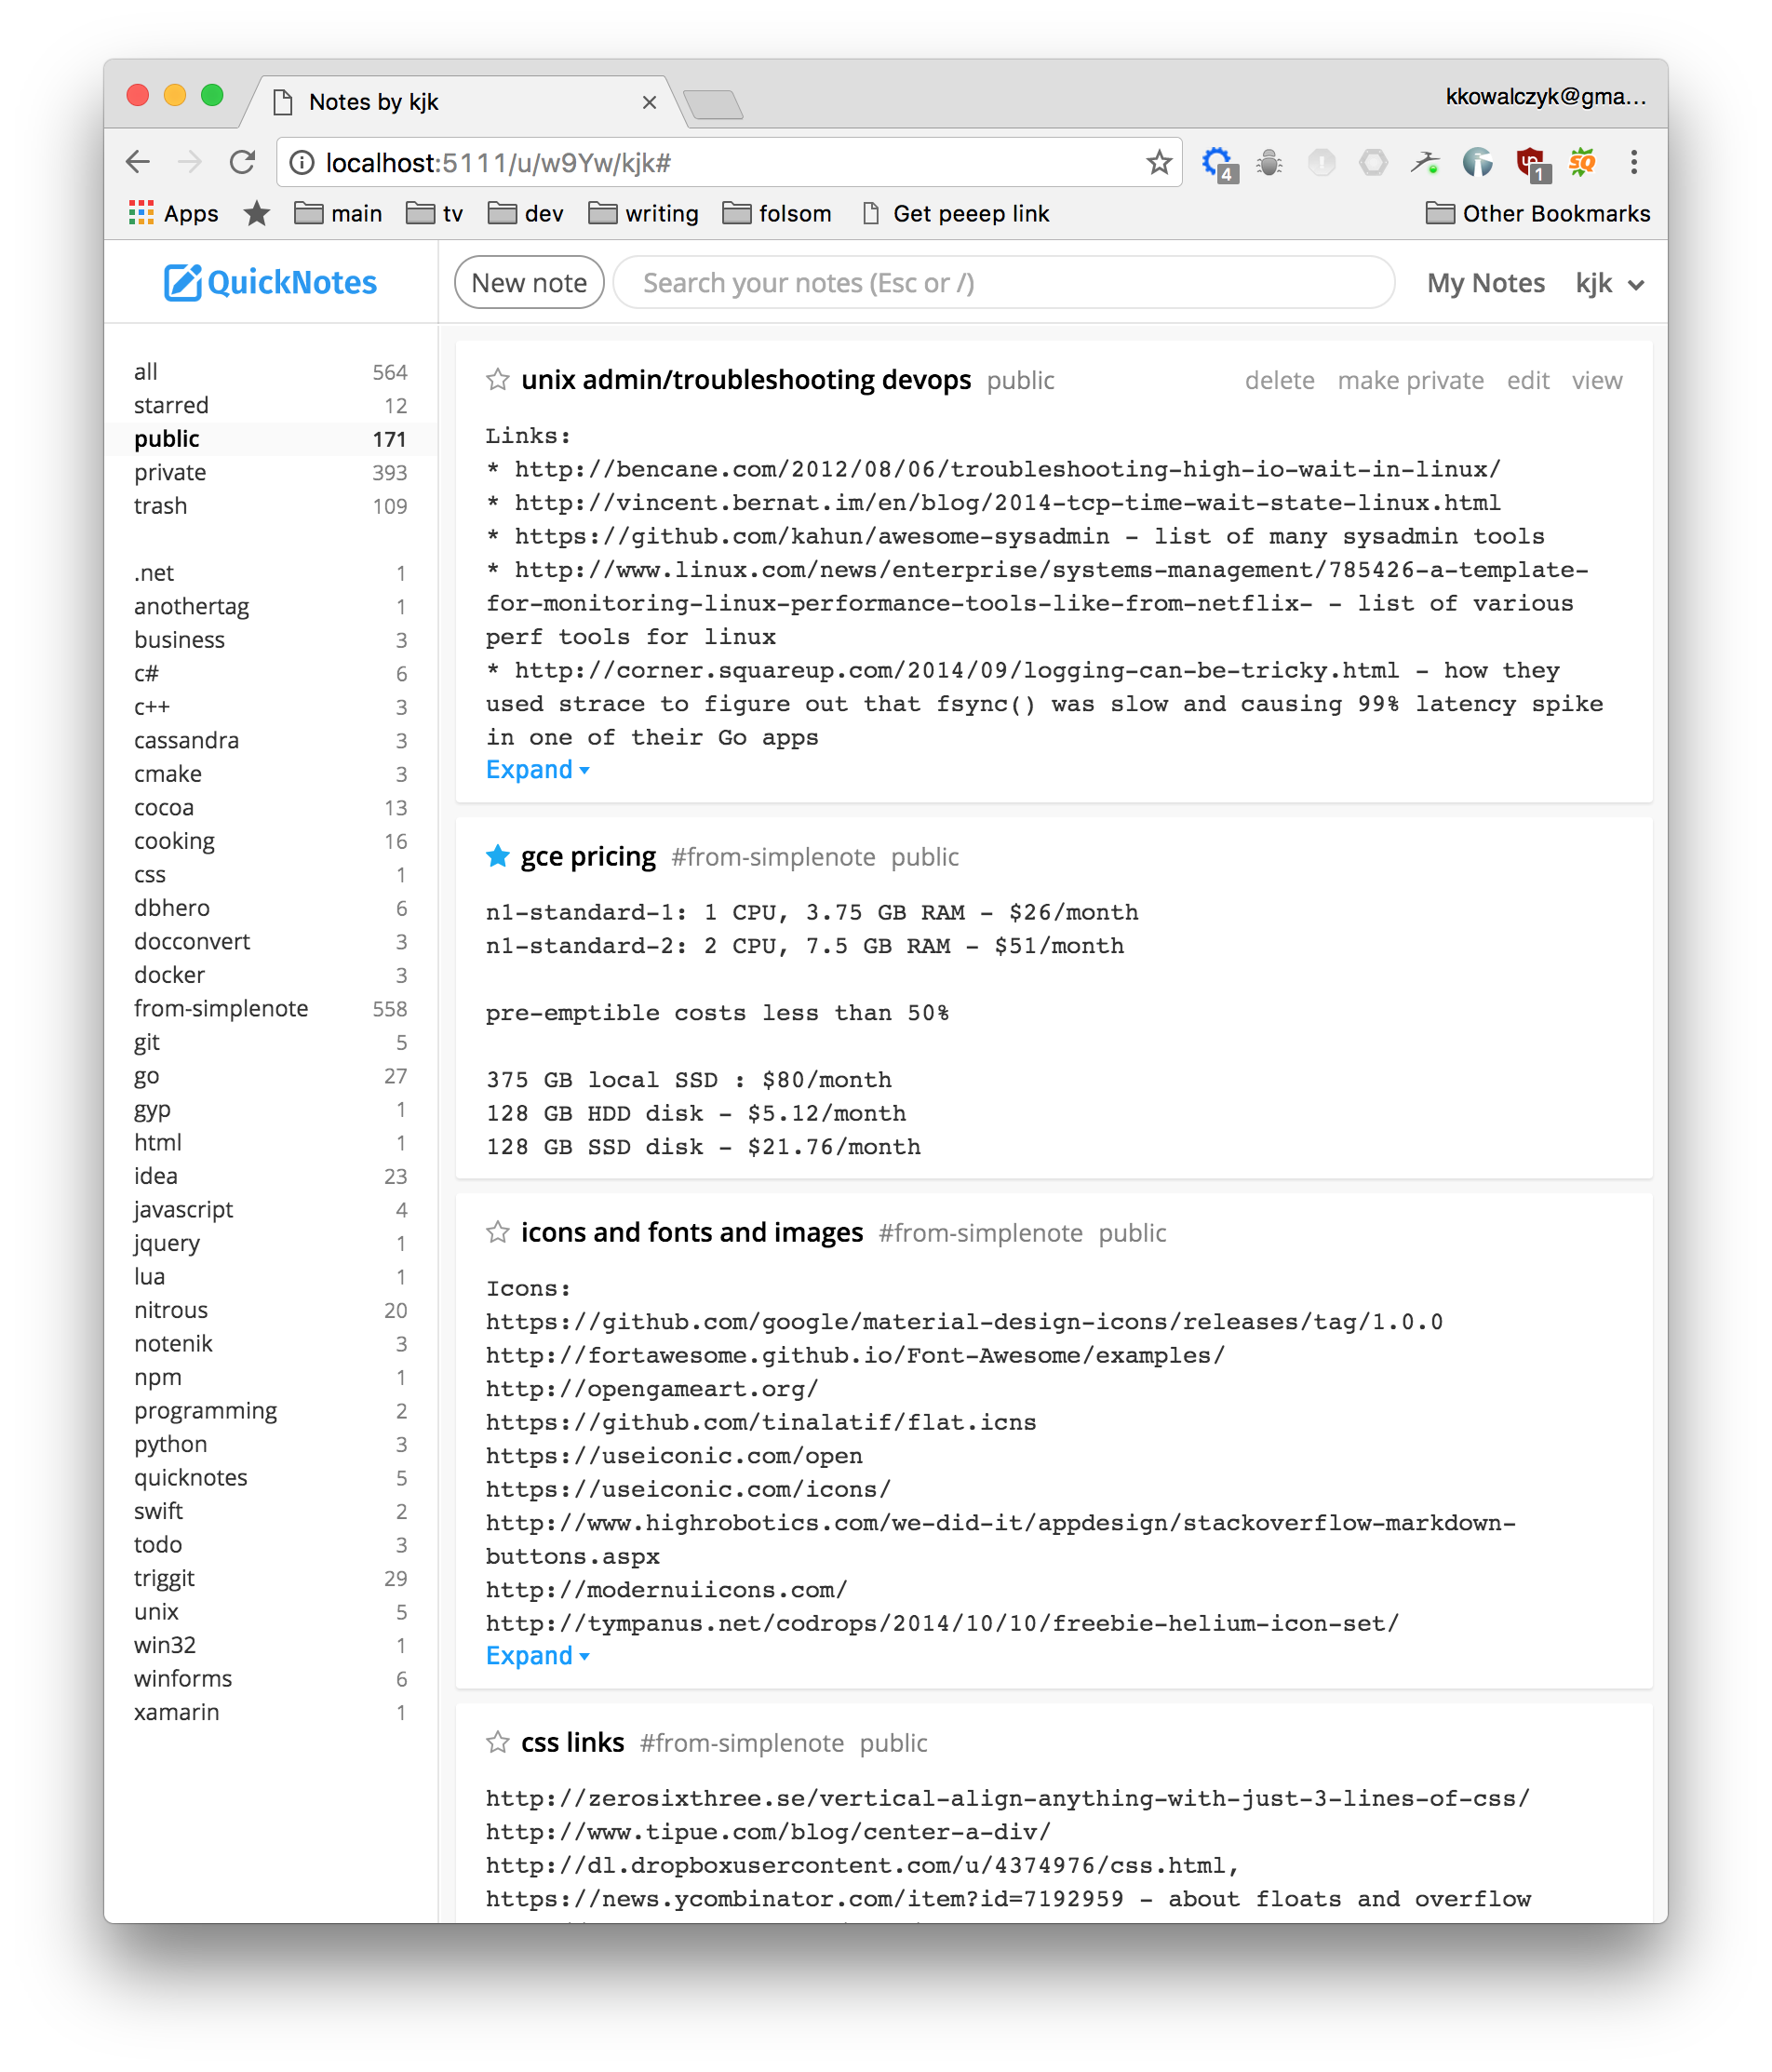 Notes by kjk
kkowalczyk@gma...
localhost:5111/u/w9Yw/kjk#
4
1
Apps
main
tv
dev
writing
folsom
Get peeep link
Other Bookmarks
QuickNotes
New note
Search your notes (Esc or /)
My Notes
kjk
all 564
starred 12
public 171
private 393
trash 109
.net 1
anothertag 1
business 3
c# 6
c++ 3
cassandra 3
cmake 3
cocoa 13
cooking 16
css 1
dbhero 6
docconvert 3
docker 3
from-simplenote 558
git 5
go 27
gyp 1
html 1
idea 23
javascript 4
jquery 1
lua 1
nitrous 20
notenik 3
npm 1
programming 2
python 3
quicknotes 5
swift 2
todo 3
triggit 29
unix 5
win32 1
winforms 6
xamarin 1
unix admin/troubleshooting devops public delete make private edit view
Links:
* http://bencane.com/2012/08/06/troubleshooting-high-io-wait-in-linux/
* http://vincent.bernat.im/en/blog/2014-tcp-time-wait-state-linux.html
* https://github.com/kahun/awesome-sysadmin - list of many sysadmin tools
* http://www.linux.com/news/enterprise/systems-management/785426-a-template-
for-monitoring-linux-performance-tools-like-from-netflix- - list of various
perf tools for linux
* http://corner.squareup.com/2014/09/logging-can-be-tricky.html - how they
used strace to figure out that fsync() was slow and causing 99% latency spike
in one of their Go apps
Expand
gce pricing #from-simplenote public
n1-standard-1: 1 CPU, 3.75 GB RAM - $26/month
n1-standard-2: 2 CPU, 7.5 GB RAM - $51/month
pre-emptible costs less than 50%
375 GB local SSD : $80/month
128 GB HDD disk - $5.12/month
128 GB SSD disk - $21.76/month
icons and fonts and images #from-simplenote public
Icons:
https://github.com/google/material-design-icons/releases/tag/1.0.0
http://fortawesome.github.io/Font-Awesome/examples/
http://opengameart.org/
https://github.com/tinalatif/flat.icns
https://useiconic.com/open
https://useiconic.com/icons/
http://www.highrobotics.com/we-did-it/appdesign/stackoverflow-markdown-
buttons.aspx
http://modernuiicons.com/
http://tympanus.net/codrops/2014/10/10/freebie-helium-icon-set/
Expand
css links #from-simplenote public
http://zerosixthree.se/vertical-align-anything-with-just-3-lines-of-css/
http://www.tipue.com/blog/center-a-div/
http://dl.dropboxusercontent.com/u/4374976/css.html,
https://news.ycombinator.com/item?id=7192959 - about floats and overflow